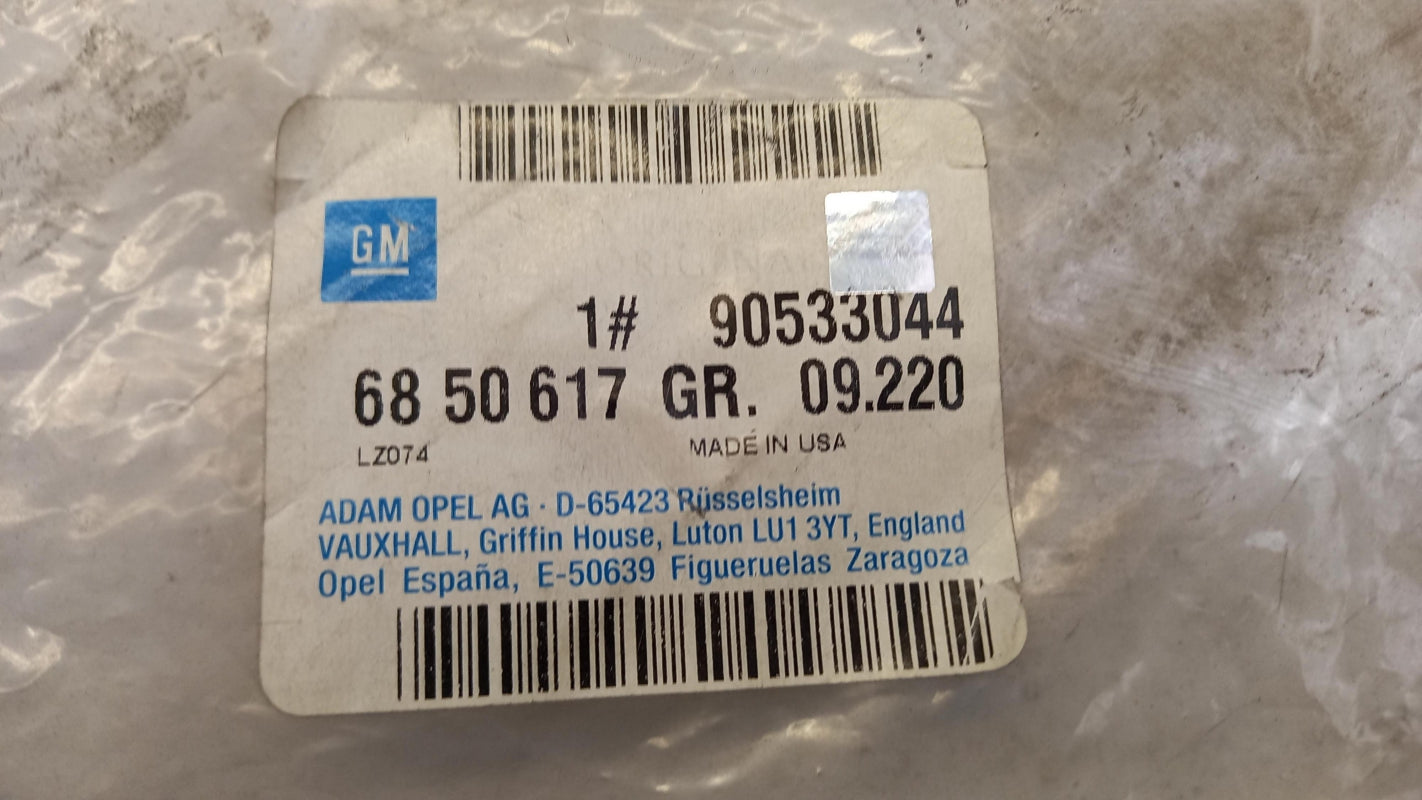 GM
1# 90533044
68 50 617 GR. 09.220
LZ074 MADE IN USA
ADAM OPEL AG · D-65423 Rüsselsheim
VAUXHALL, Griffin House, Luton LU1 3YT, England
Opel España, E-50639 Figueruelas Zaragoza